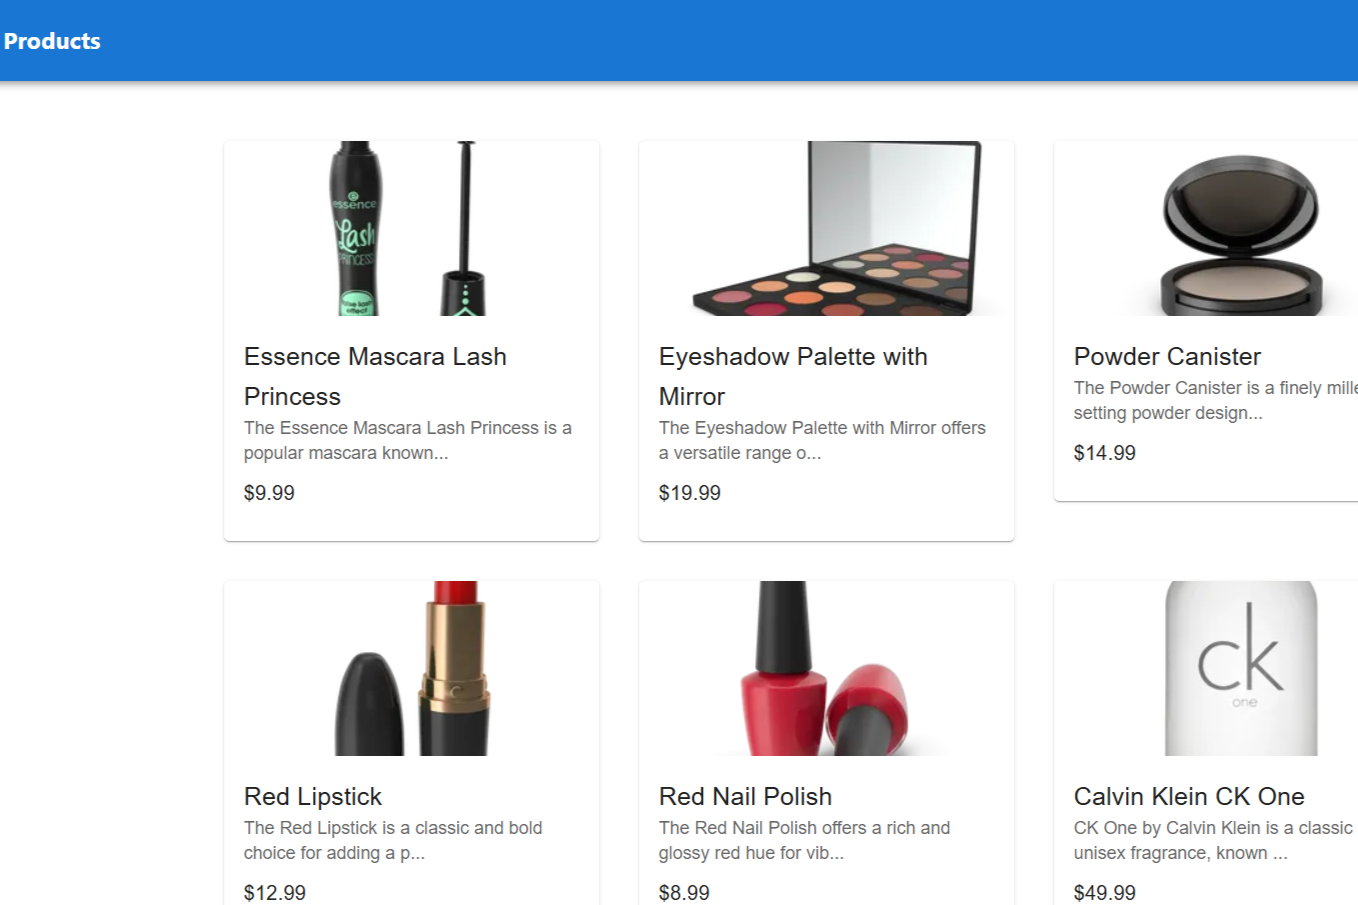 Products
essence
Lash
PRINCESS
false lash
effect
Essence Mascara Lash
Princess
The Essence Mascara Lash Princess is a
popular mascara known...
$9.99
Eyeshadow Palette with
Mirror
The Eyeshadow Palette with Mirror offers
a versatile range o...
$19.99
Powder Canister
The Powder Canister is a finely mille
setting powder design...
$14.99
Red Lipstick
The Red Lipstick is a classic and bold
choice for adding a p...
$12.99
Red Nail Polish
The Red Nail Polish offers a rich and
glossy red hue for vib...
$8.99
ck
one
Calvin Klein CK One
CK One by Calvin Klein is a classic
unisex fragrance, known ...
$49.99